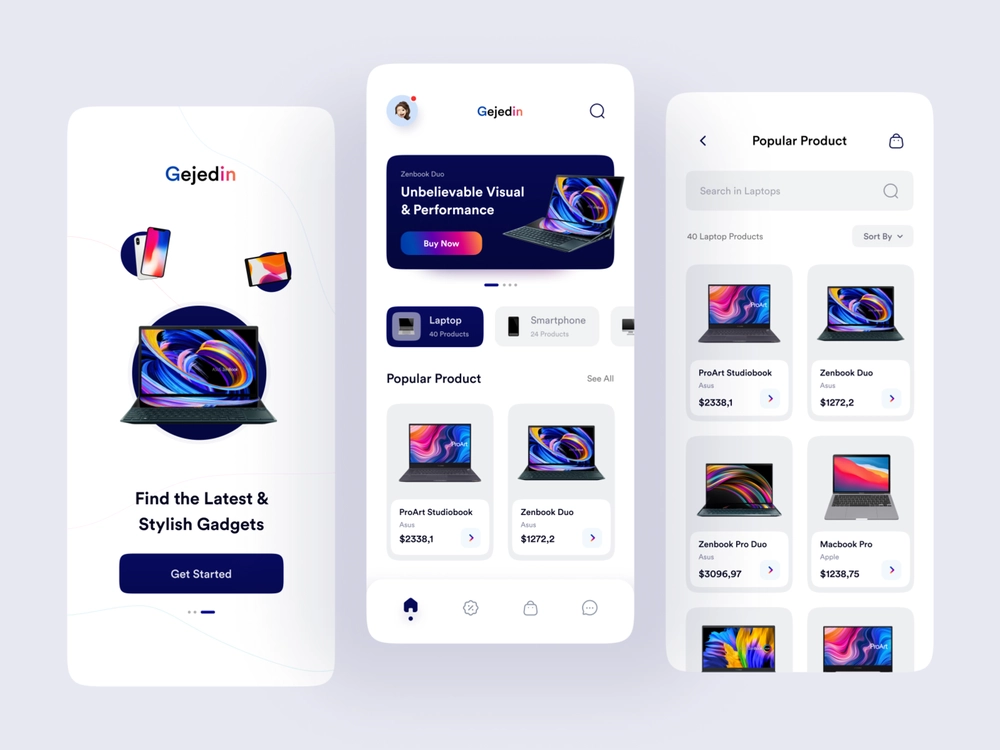 Gejedin
Find the Latest &
Stylish Gadgets
Get Started
Gejedin
Zenbook Duo
Unbelievable Visual
& Performance
Buy Now
Laptop
40 Products
Smartphone
24 Products
Popular Product
See All
ProArt
ProArt Studiobook
Asus
$2338,1
Zenbook Duo
Asus
$1272,2
Popular Product
Search in Laptops
40 Laptop Products
Sort By
ProArt
ProArt Studiobook
Asus
$2338,1
Zenbook Duo
Asus
$1272,2
Zenbook Pro Duo
Asus
$3096,97
Macbook Pro
Apple
$1238,75
ProArt